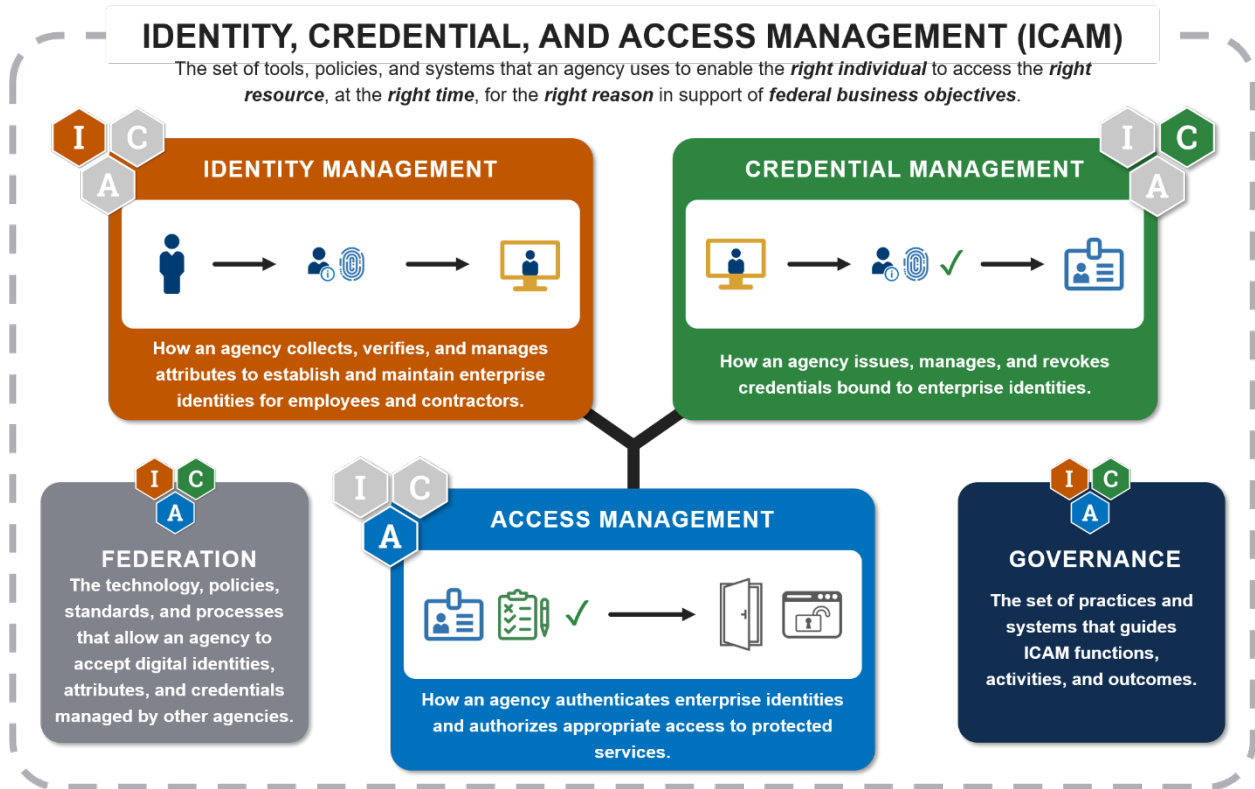 IDENTITY, CREDENTIAL, AND ACCESS MANAGEMENT (ICAM)
The set of tools, policies, and systems that an agency uses to enable the right individual to access the right
resource, at the right time, for the right reason in support of federal business objectives.
I C
A
IDENTITY MANAGEMENT
How an agency collects, verifies, and manages
attributes to establish and maintain enterprise
identities for employees and contractors.
I C
A
CREDENTIAL MANAGEMENT
How an agency issues, manages, and revokes
credentials bound to enterprise identities.
I C
A
FEDERATION
The technology, policies,
standards, and processes
that allow an agency to
accept digital identities,
attributes, and credentials
managed by other agencies.
I C
A
ACCESS MANAGEMENT
How an agency authenticates enterprise identities
and authorizes appropriate access to protected
services.
I C
A
GOVERNANCE
The set of practices and
systems that guides
ICAM functions,
activities, and outcomes.